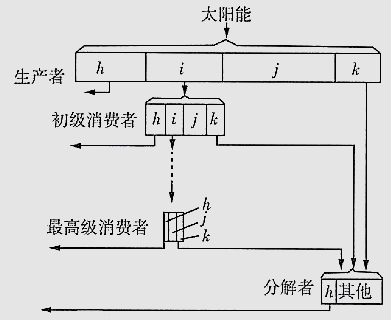 太阳能
生产者 h i j k
初级消费者 h i j k
最高级消费者 h
j
k
分解者 h 其他